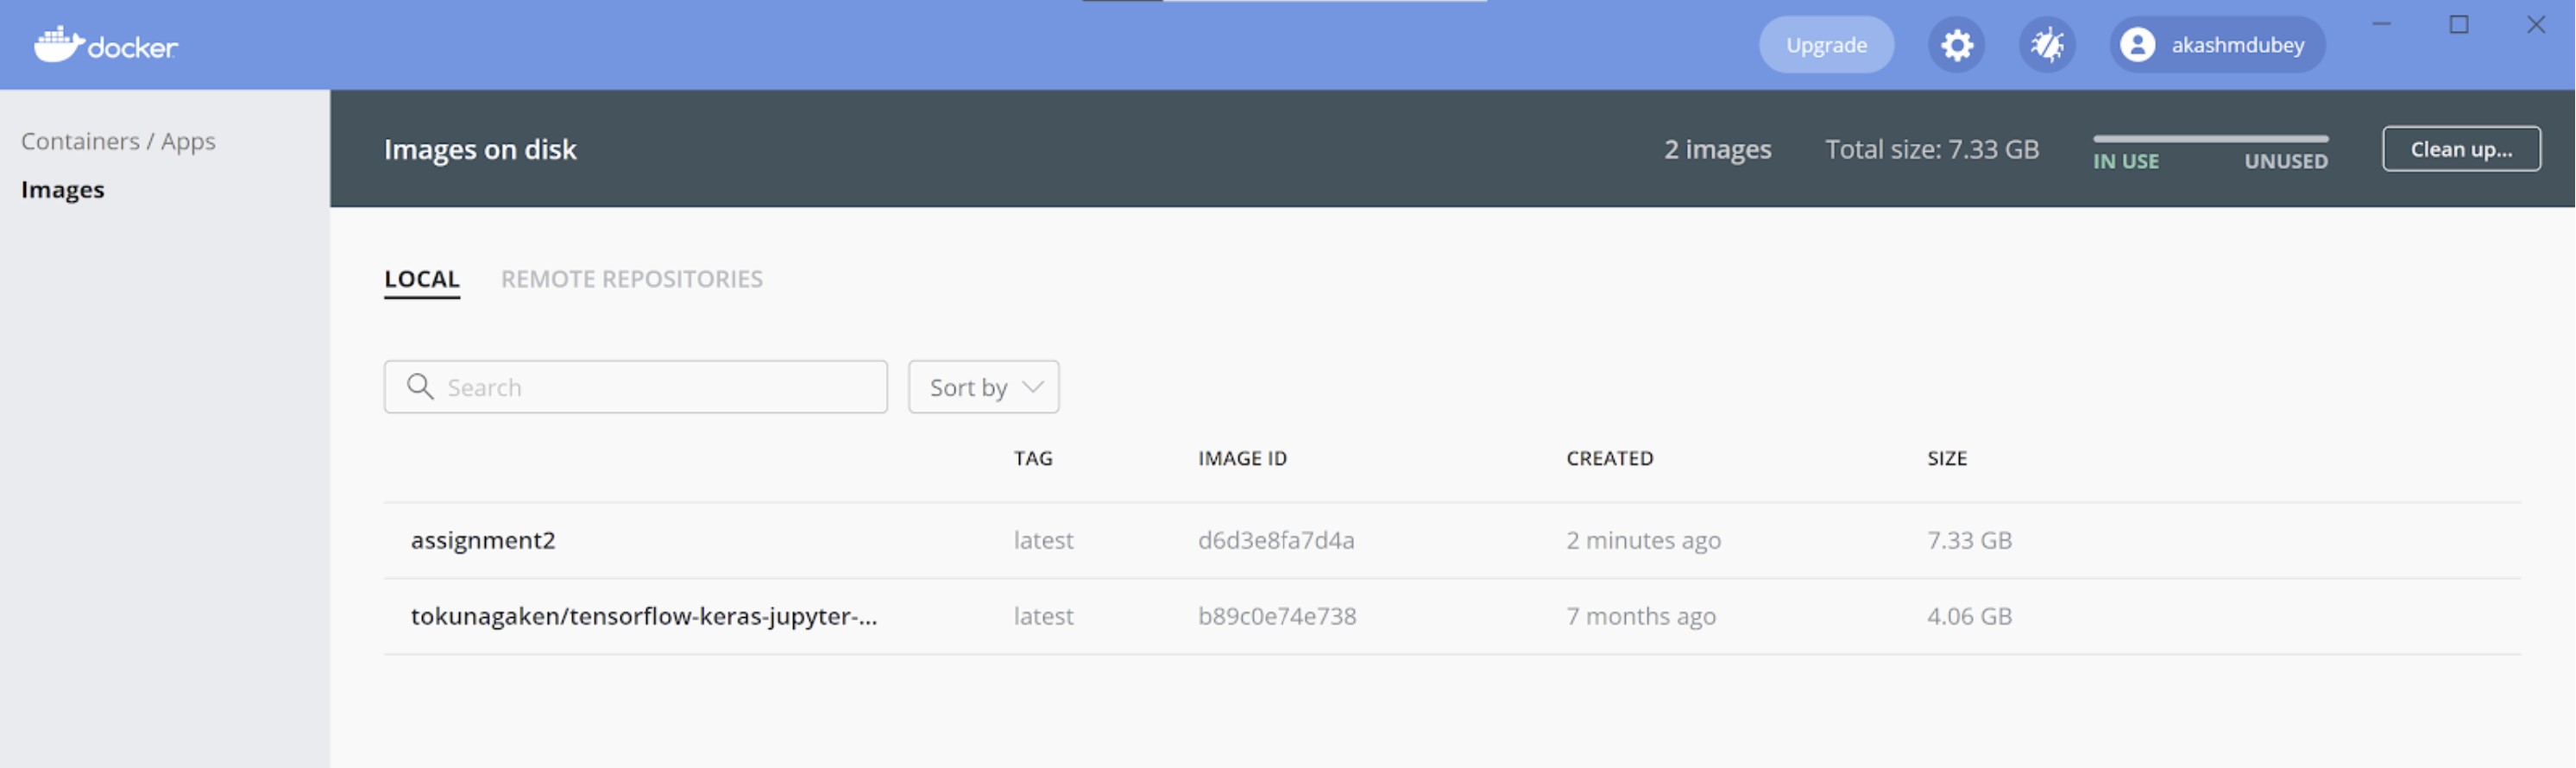 docker
Upgrade
akashmdubey
Containers / Apps
Images
Images on disk
2 images
Total size: 7.33 GB
IN USE
UNUSED
Clean up...
LOCAL
REMOTE REPOSITORIES
Search
Sort by
TAG IMAGE ID CREATED SIZE
assignment2 latest d6d3e8fa7d4a 2 minutes ago 7.33 GB
tokunagaken/tensorflow-keras-jupyter-... latest b89c0e74e738 7 months ago 4.06 GB